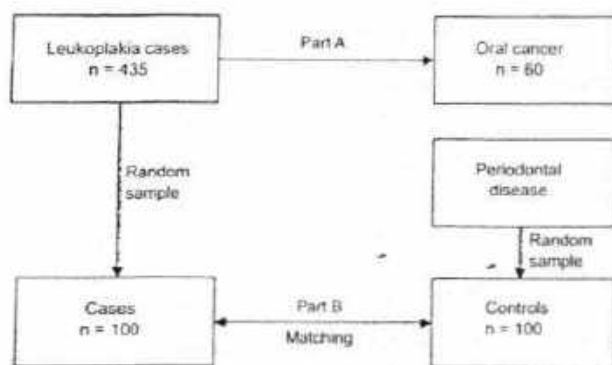 Leukoplakia cases
n = 435
Part A
Oral cancer
n = 60
Random
sample
Periodontal
disease
Random
sample
Cases
n = 100
Part B
Matching
Controls
n = 100